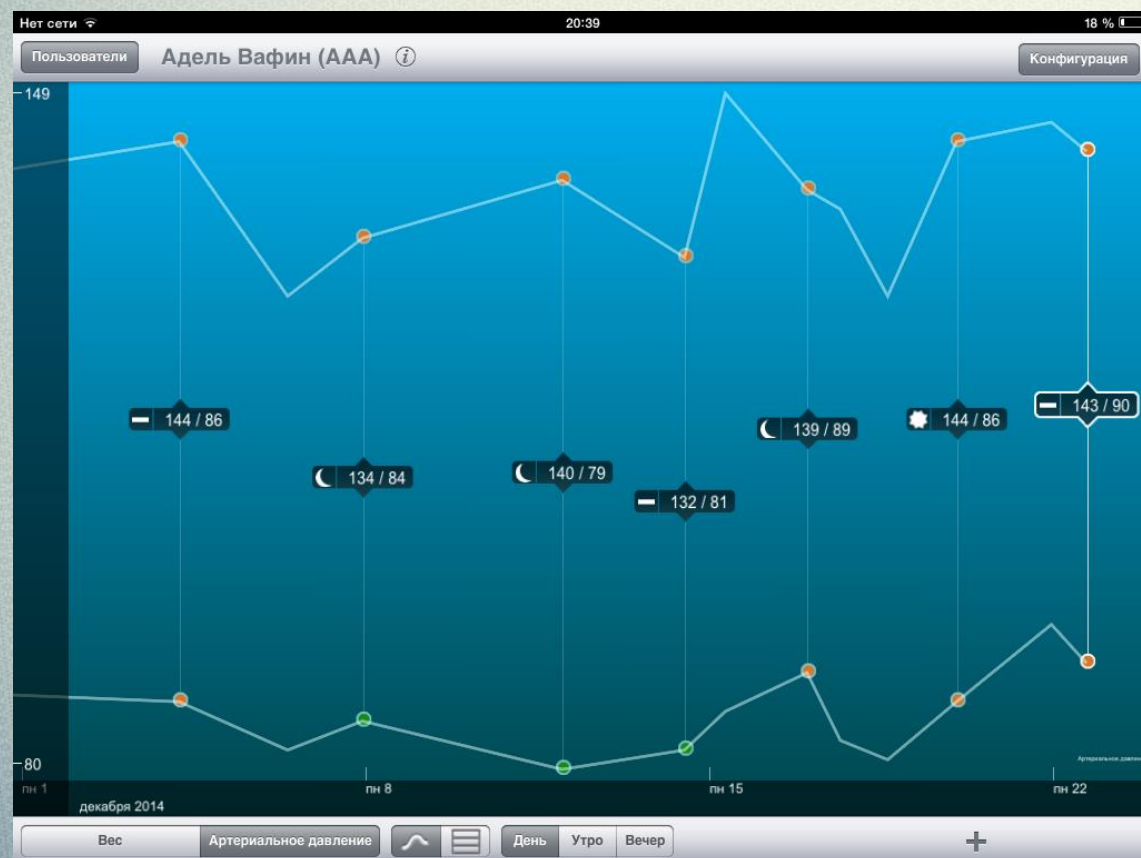 Нет сети 20:39 18 %
Пользователи Адель Вафин (AAA) i Конфигурация
149
144 / 86
134 / 84
140 / 79
132 / 81
139 / 89
144 / 86
143 / 90
80
пн 1 пн 8 пн 15 пн 22
декабря 2014
Вес Артериальное давление День Утро Вечер +